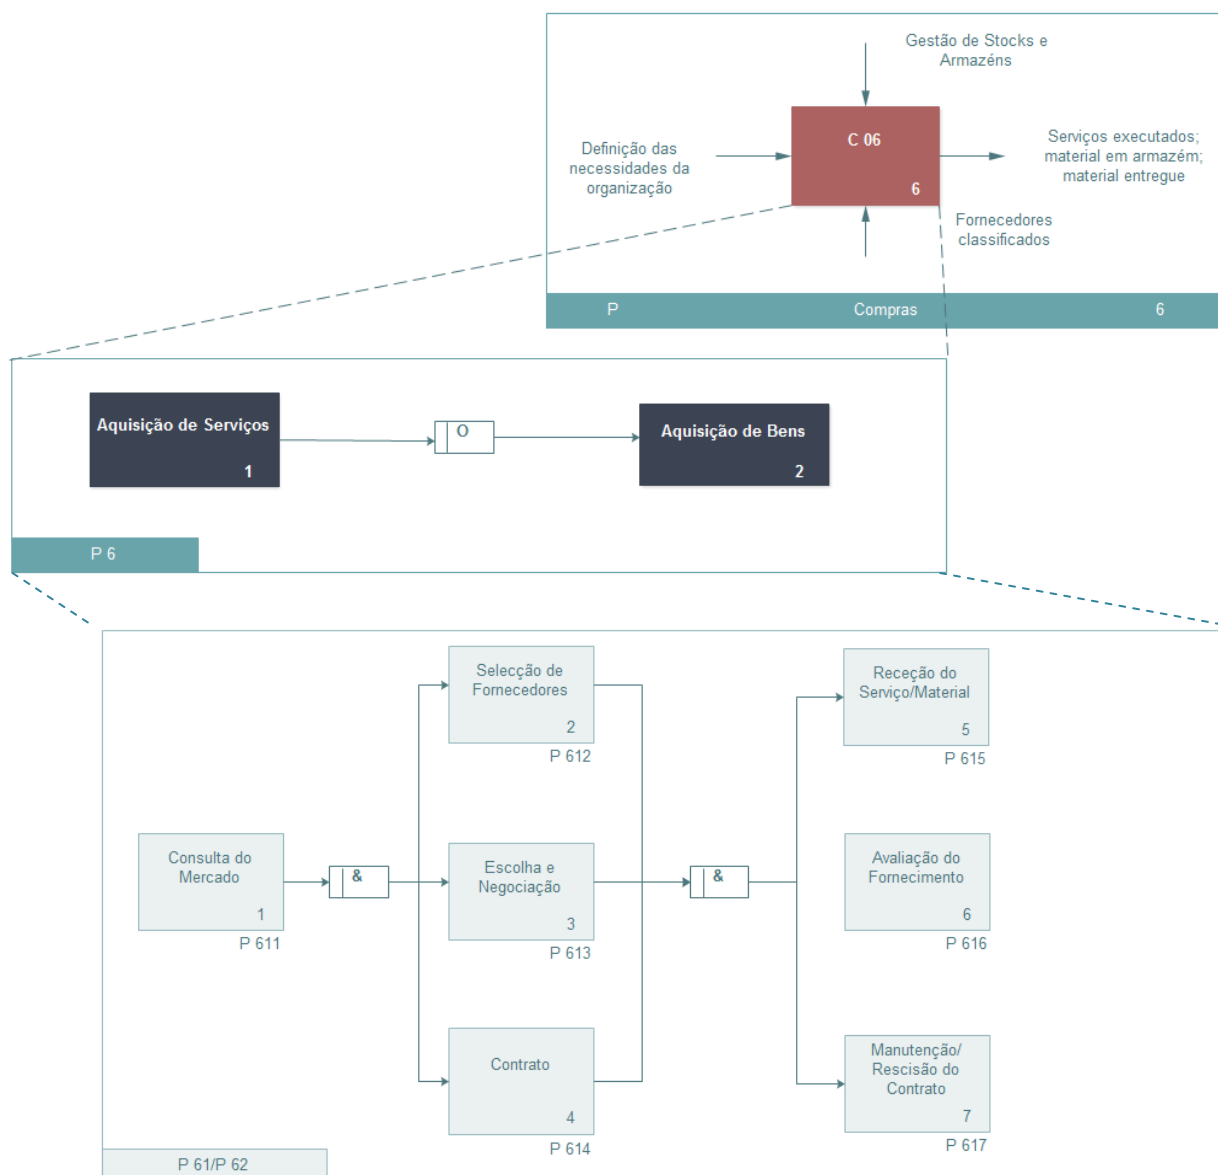 Gestão de Stocks e
Armazéns
C 06
6
Definição das
necessidades da
organização
Serviços executados;
material em armazém;
material entregue
Fornecedores
classificados
P
Compras
6
Aquisição de Serviços
1
O
Aquisição de Bens
2
P 6
Selecção de
Fornecedores
2
P 612
Receção do
Serviço/Material
5
P 615
Consulta do
Mercado
1
P 611
&
Escolha e
Negociação
3
P 613
&
Avaliação do
Fornecimento
6
P 616
Contrato
4
P 614
Manutenção/
Rescisão do
Contrato
7
P 617
P 61/P 62